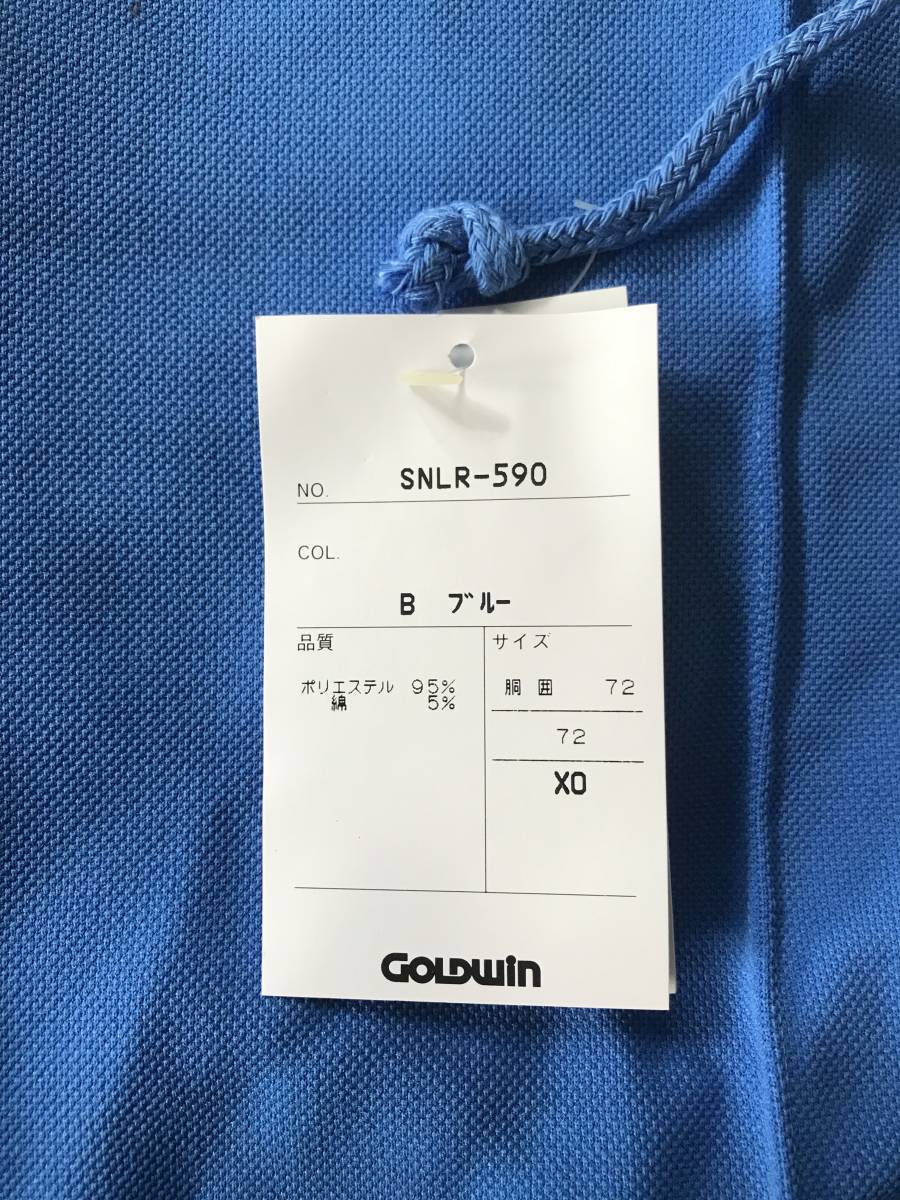 NO. SNLR-590
COL.
B ブルー
品質
ポリエステル 95%
綿 5%
サイズ
胴囲 72
72
XO
GOLDWin